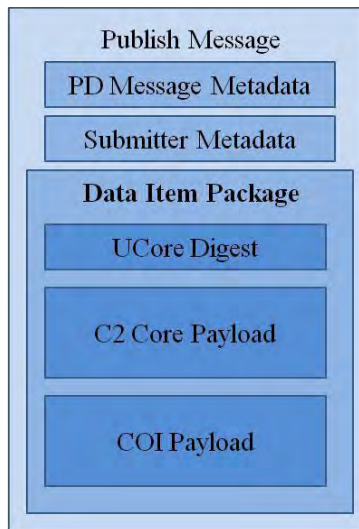 Publish Message
PD Message Metadata
Submitter Metadata
Data Item Package
UCore Digest
C2 Core Payload
COI Payload